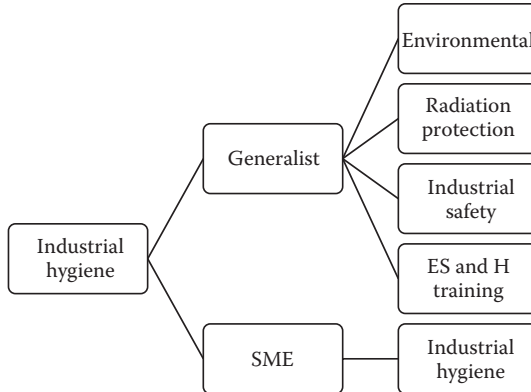 Environmental
Radiation
protection
Generalist
Industrial
safety
Industrial
hygiene
ES and H
training
SME
Industrial
hygiene